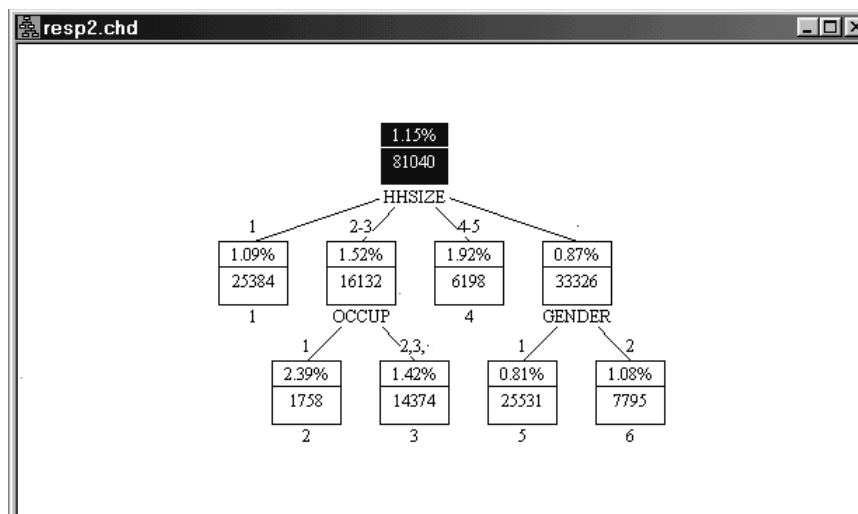 resp2.chd
1.15%
81040
HHSIZE
1 2-3 4-5 .
1.09% 1.52% 1.92% 0.87%
25384 16132 6198 33326
1 OCCUP 4 GENDER
1 2,3,. 1 2
2.39% 1.42% 0.81% 1.08%
1758 14374 25531 7795
2 3 5 6